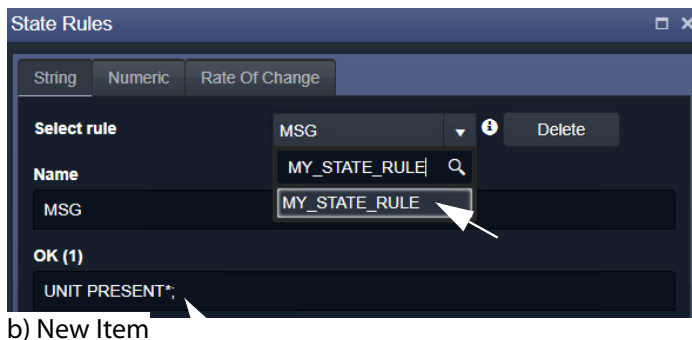 State Rules
String Numeric Rate Of Change
Select rule MSG Delete
MY_STATE_RULE
Name
MY_STATE_RULE
MSG
OK (1)
UNIT PRESENT*;
b) New Item